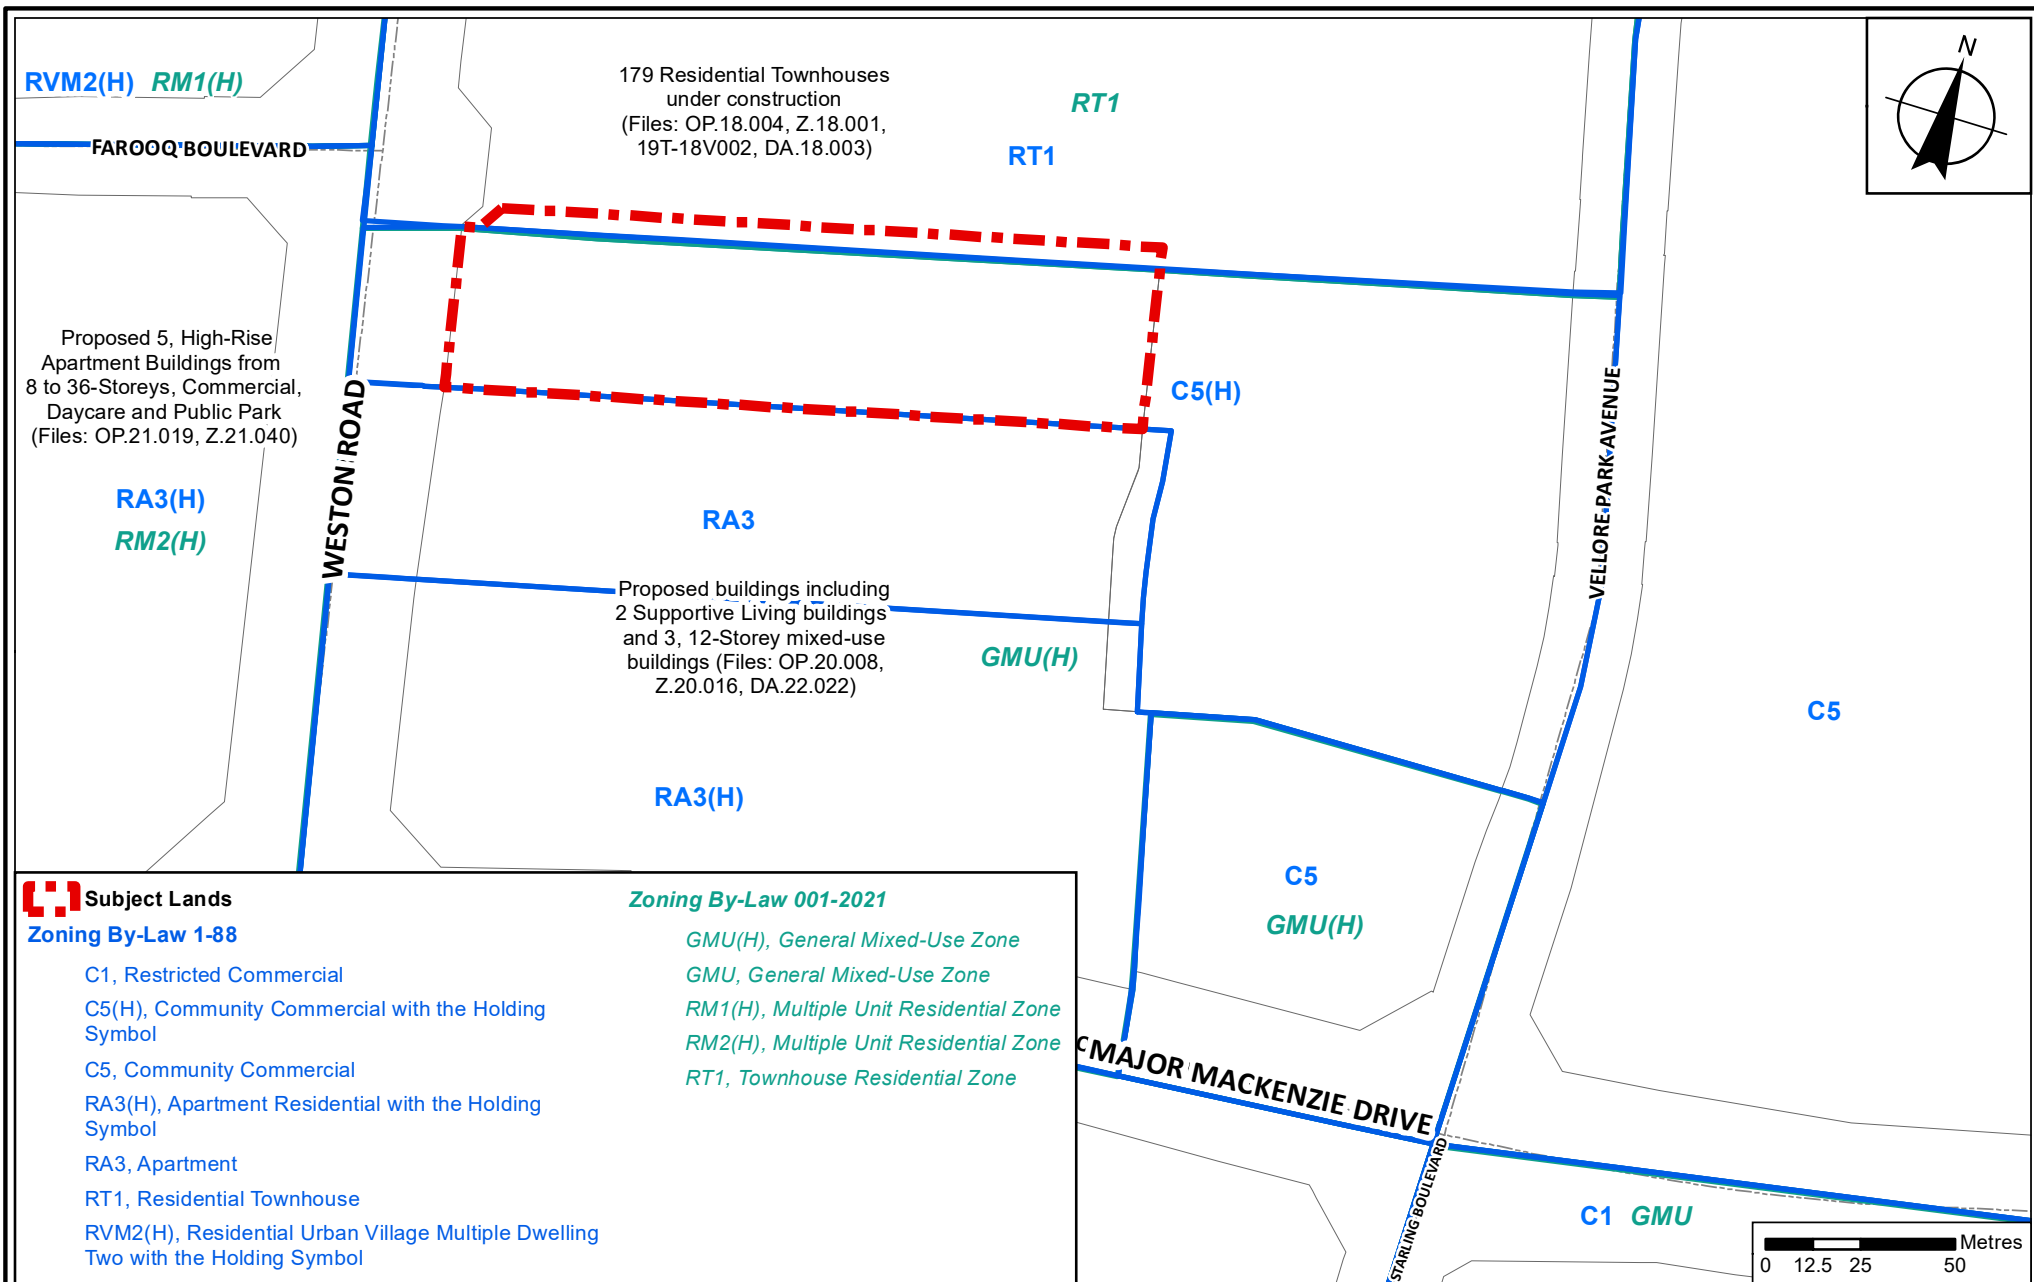 N
RVM2(H) RM1(H)
FAROOQ BOULEVARD
179 Residential Townhouses
under construction
(Files: OP.18.004, Z.18.001,
19T-18V002, DA.18.003)
RT1
RT1
Proposed 5, High-Rise
Apartment Buildings from
8 to 36-Storeys, Commercial,
Daycare and Public Park
(Files: OP.21.019, Z.21.040)
RA3(H)
RM2(H)
WESTON ROAD
C5(H)
VELLORE PARK AVENUE
RA3
Proposed buildings including
2 Supportive Living buildings
and 3, 12-Storey mixed-use
buildings (Files: OP.20.008,
Z.20.016, DA.22.022)
GMU(H)
C5
RA3(H)
C5
GMU(H)
MAJOR MACKENZIE DRIVE
STARLING BOULEVARD
C1 GMU
Subject Lands
Zoning By-Law 1-88
C1, Restricted Commercial
C5(H), Community Commercial with the Holding
Symbol
C5, Community Commercial
RA3(H), Apartment Residential with the Holding
Symbol
RA3, Apartment
RT1, Residential Townhouse
RVM2(H), Residential Urban Village Multiple Dwelling
Two with the Holding Symbol
Zoning By-Law 001-2021
GMU(H), General Mixed-Use Zone
GMU, General Mixed-Use Zone
RM1(H), Multiple Unit Residential Zone
RM2(H), Multiple Unit Residential Zone
RT1, Townhouse Residential Zone
Metres
0 12.5 25 50